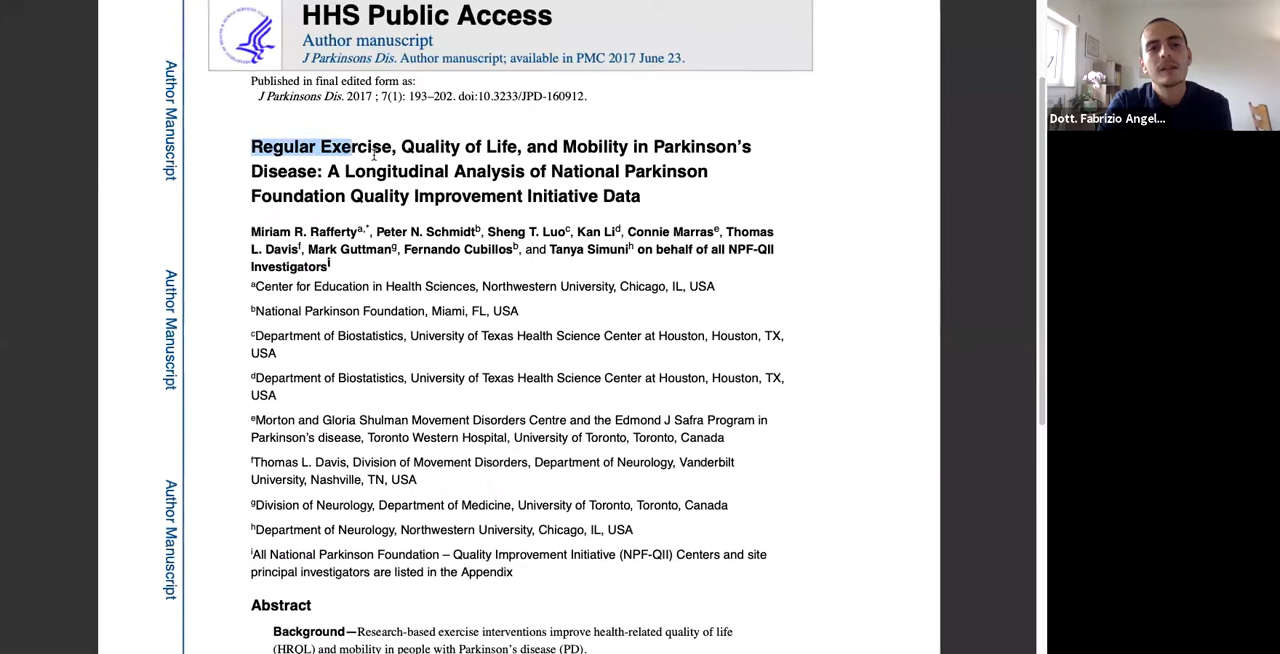 HHS Public Access
Author manuscript
J Parkinsons Dis. Author manuscript; available in PMC 2017 June 23.
Published in final edited form as:
J Parkinsons Dis. 2017 ; 7(1): 193–202. doi:10.3233/JPD-160912.
Regular Exercise, Quality of Life, and Mobility in Parkinson's
Disease: A Longitudinal Analysis of National Parkinson
Foundation Quality Improvement Initiative Data
Miriam R. Raffertya,*, Peter N. Schmidtb, Sheng T. Luoc, Kan Lid, Connie Marrase, Thomas
L. Davisf, Mark Guttmang, Fernando Cubillosb, and Tanya Simunih on behalf of all NPF-QII
Investigatorsi
aCenter for Education in Health Sciences, Northwestern University, Chicago, IL, USA
bNational Parkinson Foundation, Miami, FL, USA
cDepartment of Biostatistics, University of Texas Health Science Center at Houston, Houston, TX,
USA
dDepartment of Biostatistics, University of Texas Health Science Center at Houston, Houston, TX,
USA
eMorton and Gloria Shulman Movement Disorders Centre and the Edmond J Safra Program in
Parkinson's disease, Toronto Western Hospital, University of Toronto, Toronto, Canada
fThomas L. Davis, Division of Movement Disorders, Department of Neurology, Vanderbilt
University, Nashville, TN, USA
gDivision of Neurology, Department of Medicine, University of Toronto, Toronto, Canada
hDepartment of Neurology, Northwestern University, Chicago, IL, USA
iAll National Parkinson Foundation – Quality Improvement Initiative (NPF-QII) Centers and site
principal investigators are listed in the Appendix
Abstract
Background—Research-based exercise interventions improve health-related quality of life
(HRQL) and mobility in people with Parkinson's disease (PD).
Author Manuscript
Author Manuscript
Author Manuscript
Dott. Fabrizio Angel...